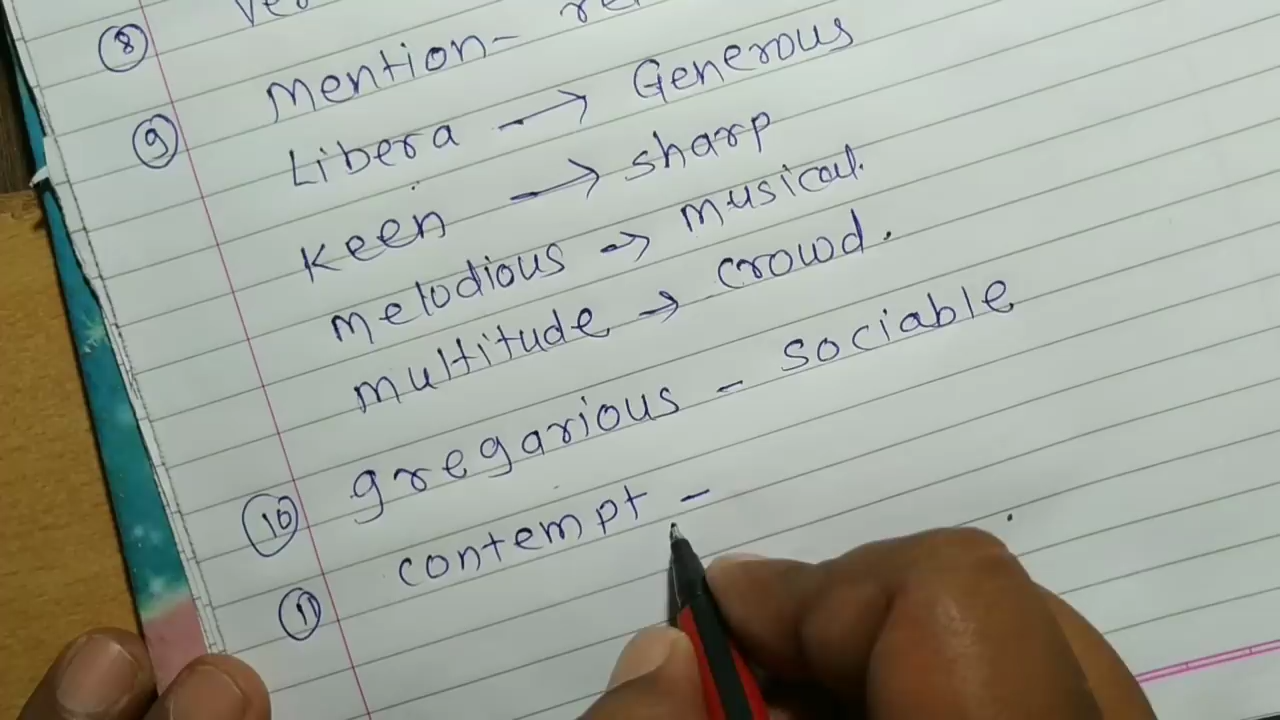 ⑧
Mention-
⑨ Libera → Generous
Keen → sharp
melodious → musical.
multitude → crowd.
⑩ gregarious - sociable
⑪ contempt -